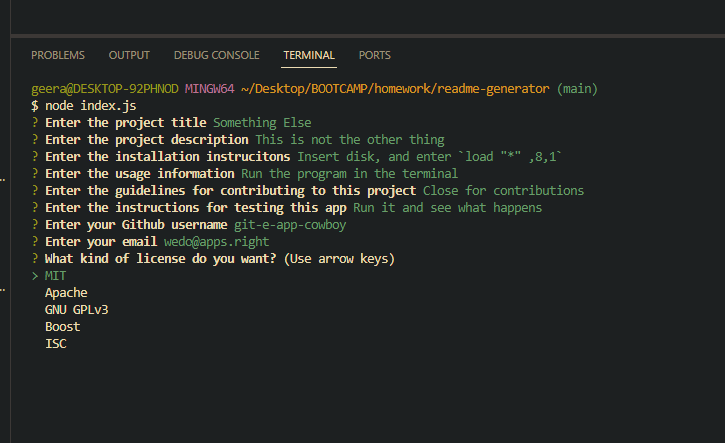 PROBLEMS OUTPUT DEBUG CONSOLE TERMINAL PORTS
geera@DESKTOP-92PHNOD MINGW64 ~/Desktop/BOOTCAMP/homework/readme-generator (main)
$ node index.js
? Enter the project title Something Else
? Enter the project description This is not the other thing
? Enter the installation instrucitons Insert disk, and enter `load "*" ,8,1`
? Enter the usage information Run the program in the terminal
? Enter the guidelines for contributing to this project Close for contributions
? Enter the instructions for testing this app Run it and see what happens
? Enter your Github username git-e-app-cowboy
? Enter your email wedo@apps.right
? What kind of license do you want? (Use arrow keys)
> MIT
Apache
GNU GPLv3
Boost
ISC